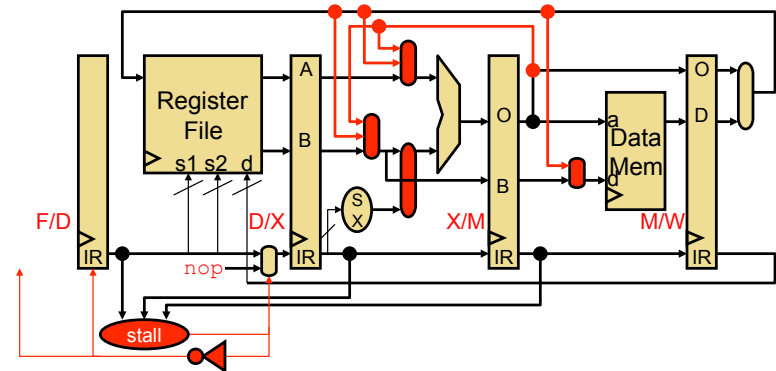 Register
File
s1 s2 d
A
B
IR
F/D
IR
D/X
nop
stall
S
X
O
B
IR
X/M
a
Data
Mem
d
O
D
IR
M/W